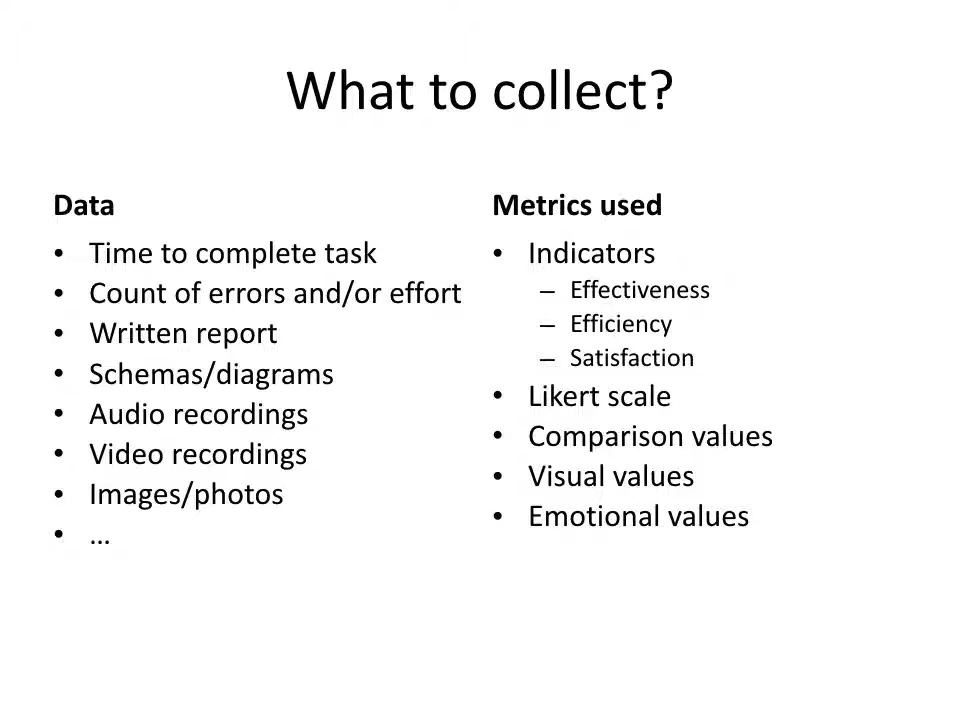 What to collect?
Data
• Time to complete task
• Count of errors and/or effort
• Written report
• Schemas/diagrams
• Audio recordings
• Video recordings
• Images/photos
• ...
Metrics used
• Indicators
– Effectiveness
– Efficiency
– Satisfaction
• Likert scale
• Comparison values
• Visual values
• Emotional values